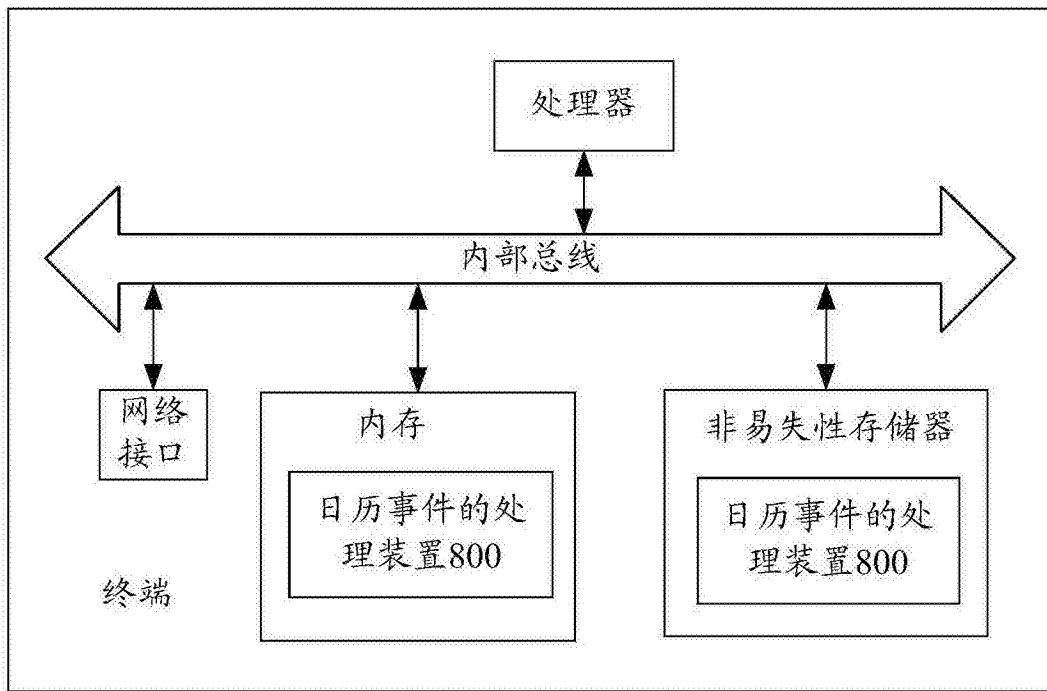 处理器
内部总线
网络
接口
内存
日历事件的处
理装置800
非易失性存储器
日历事件的处
理装置800
终端